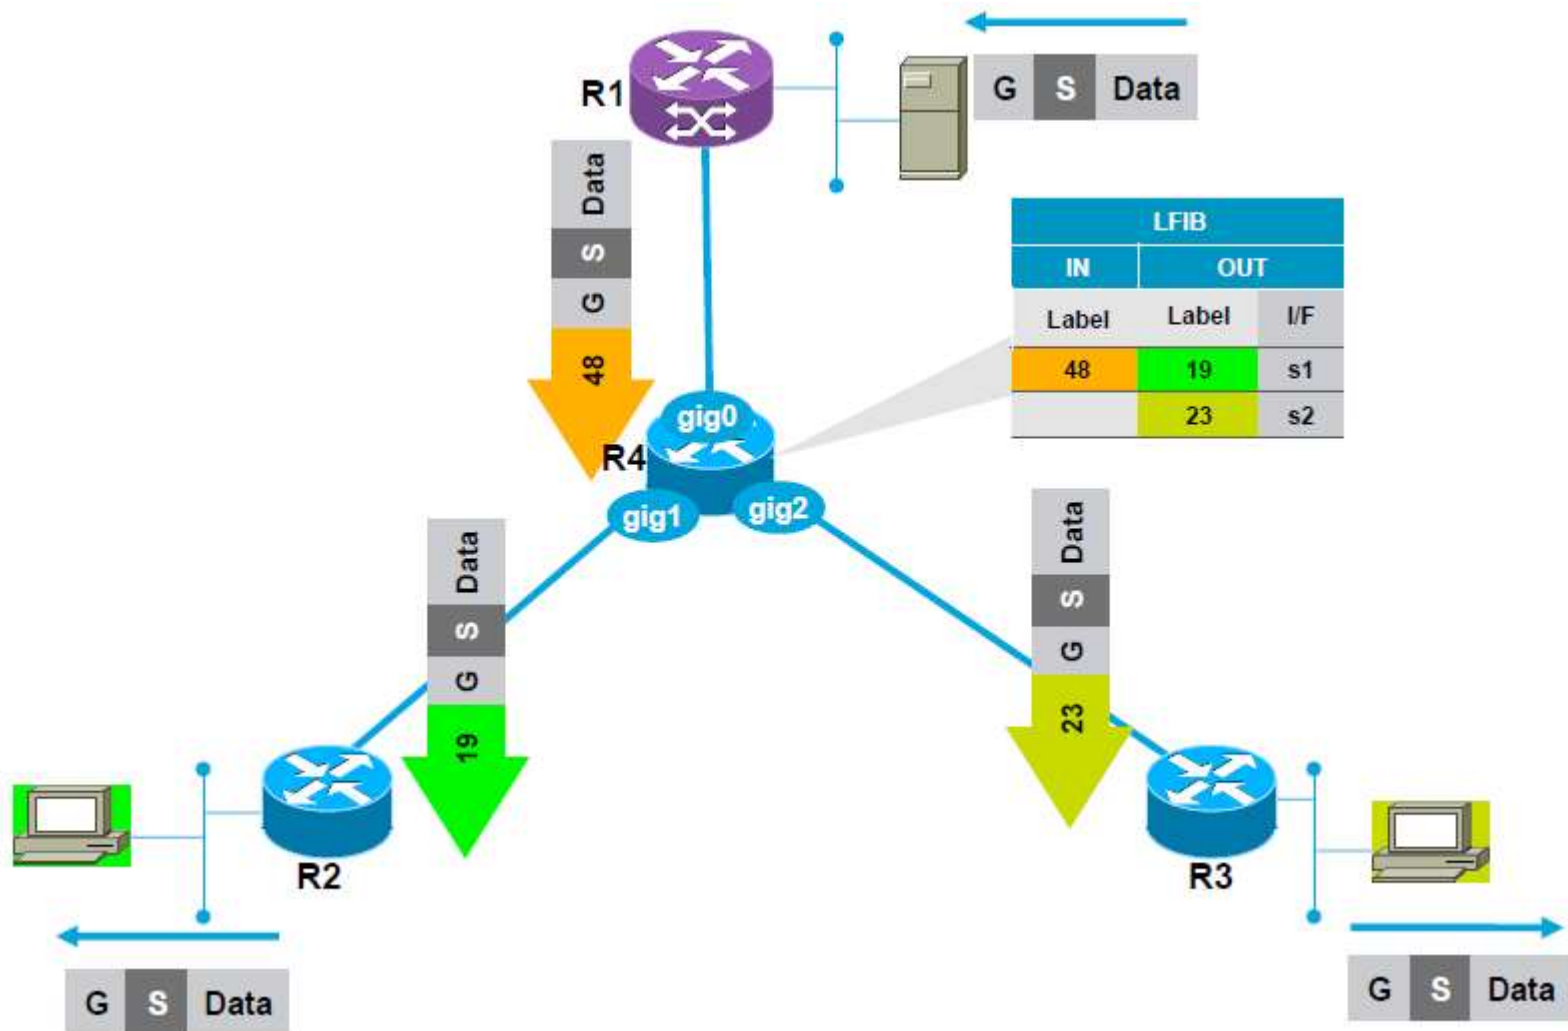 G S Data
R1
Data
S
G
48
LFIB
IN OUT
Label Label I/F
48 19 s1
23 s2
gig0
R4
gig1 gig2
Data
S
G
19
Data
S
G
23
R2
R3
G S Data
G S Data